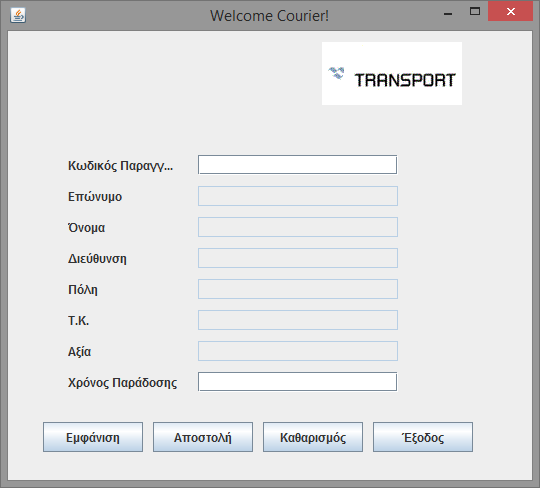 Welcome Courier!
TRANSPORT
Κωδικός Παραγγ...
Επώνυμο
Όνομα
Διεύθυνση
Πόλη
Τ.Κ.
Αξία
Χρόνος Παράδοσης
Εμφάνιση Αποστολή Καθαρισμός Έξοδος